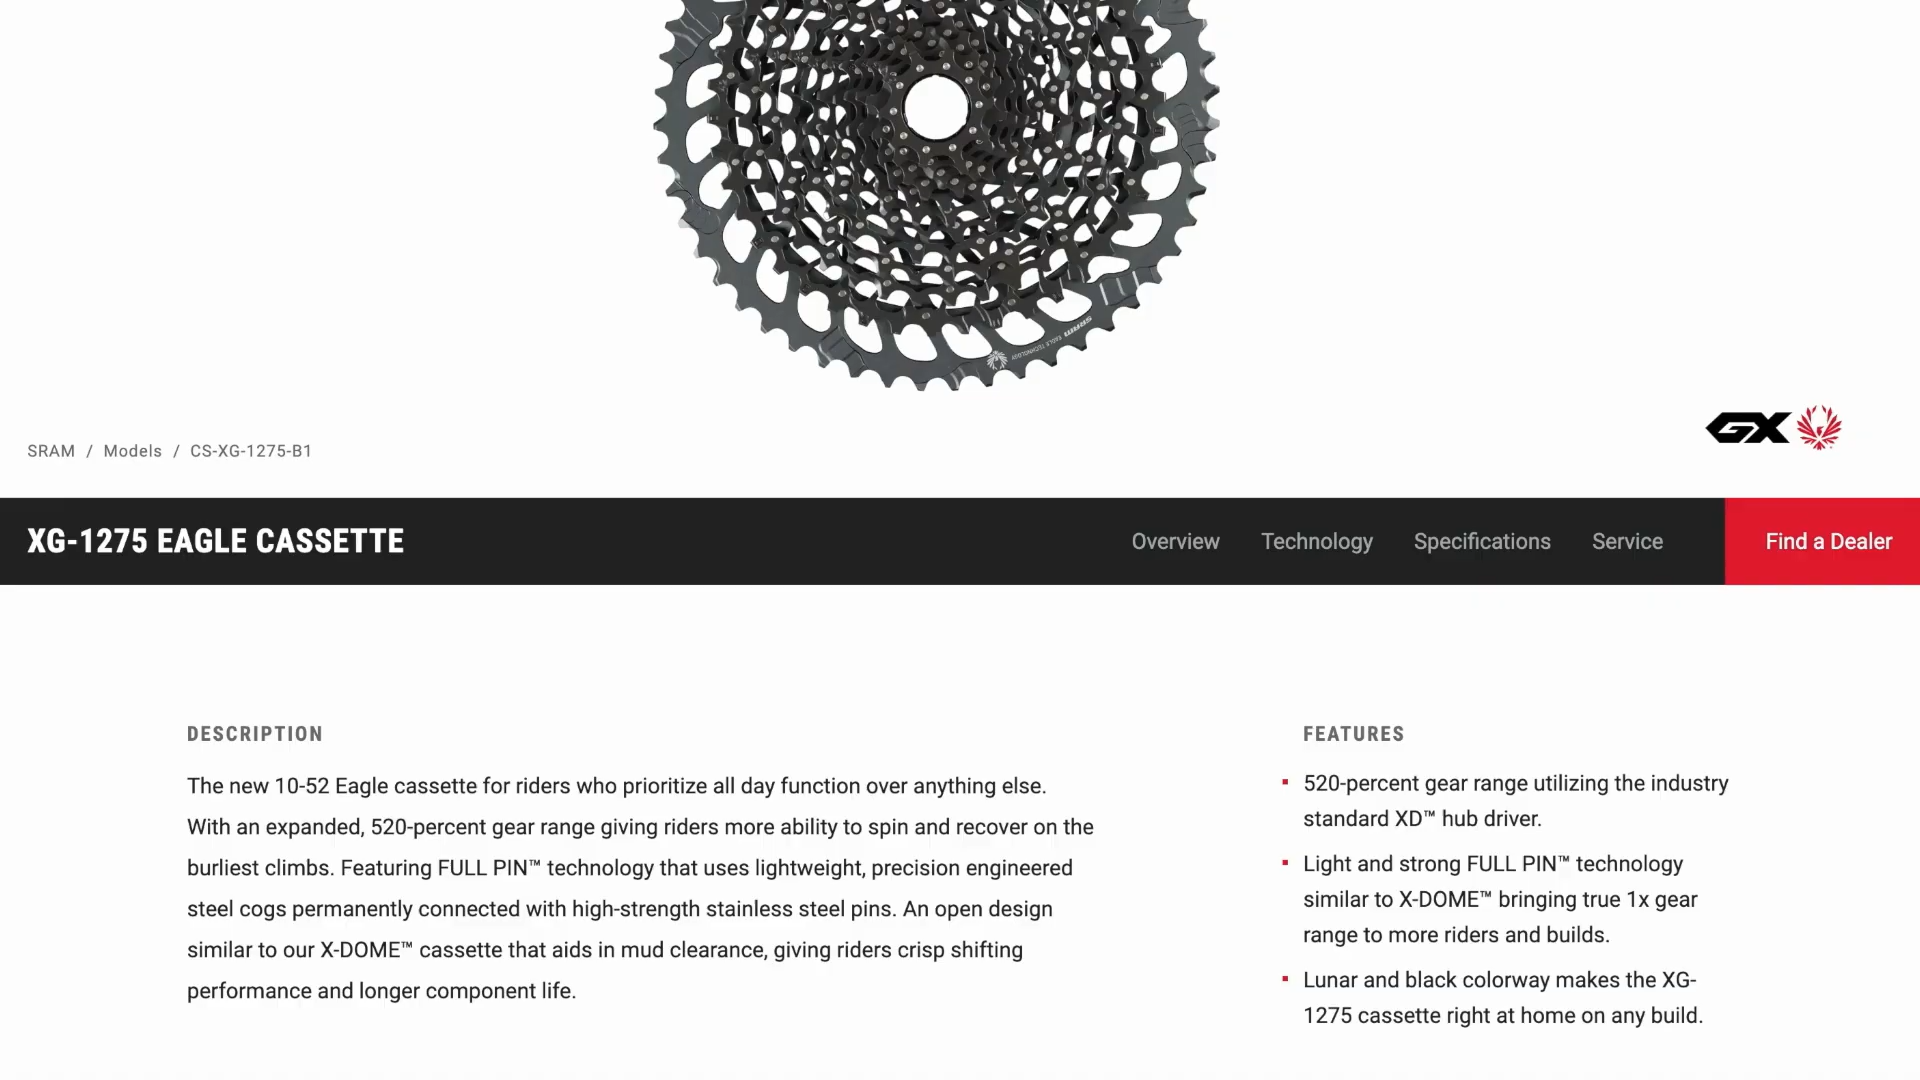 SRAM EAGLE TECHNOLOGY
GX
SRAM / Models / CS-XG-1275-B1
XG-1275 EAGLE CASSETTE
Overview
Technology
Specifications
Service
Find a Dealer
DESCRIPTION
The new 10-52 Eagle cassette for riders who prioritize all day function over anything else.
With an expanded, 520-percent gear range giving riders more ability to spin and recover on the
burliest climbs. Featuring FULL PIN™ technology that uses lightweight, precision engineered
steel cogs permanently connected with high-strength stainless steel pins. An open design
similar to our X-DOME™ cassette that aids in mud clearance, giving riders crisp shifting
performance and longer component life.
FEATURES
520-percent gear range utilizing the industry
standard XD™ hub driver.
Light and strong FULL PIN™ technology
similar to X-DOME™ bringing true 1x gear
range to more riders and builds.
Lunar and black colorway makes the XG-
1275 cassette right at home on any build.